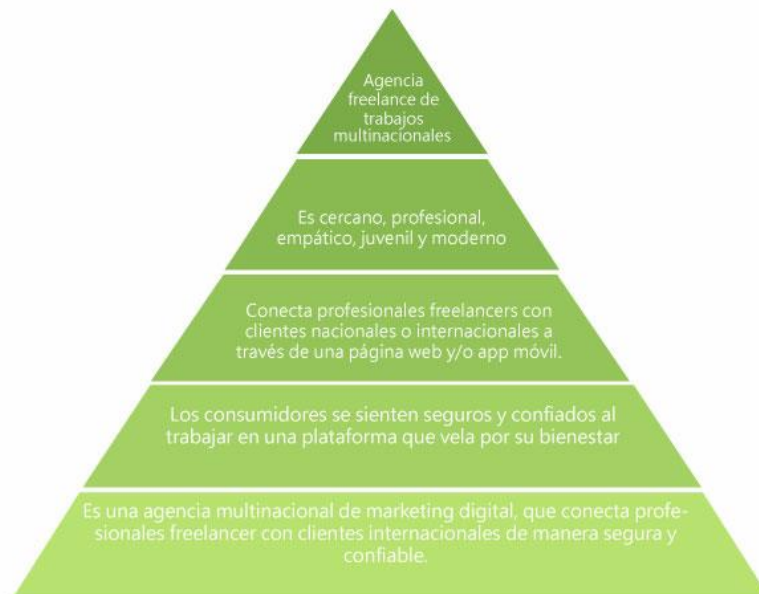 Agencia
freelance de
trabajos
multinacionales
Es cercano, profesional,
empático, juvenil y moderno
Conecta profesionales freelancers con
clientes nacionales o internacionales a
través de una página web y/o app móvil.
Los consumidores se sienten seguros y confiados al
trabajar en una plataforma que vela por su bienestar
Es una agencia multinacional de marketing digital, que conecta profe-
sionales freelancer con clientes internacionales de manera segura y
confiable.